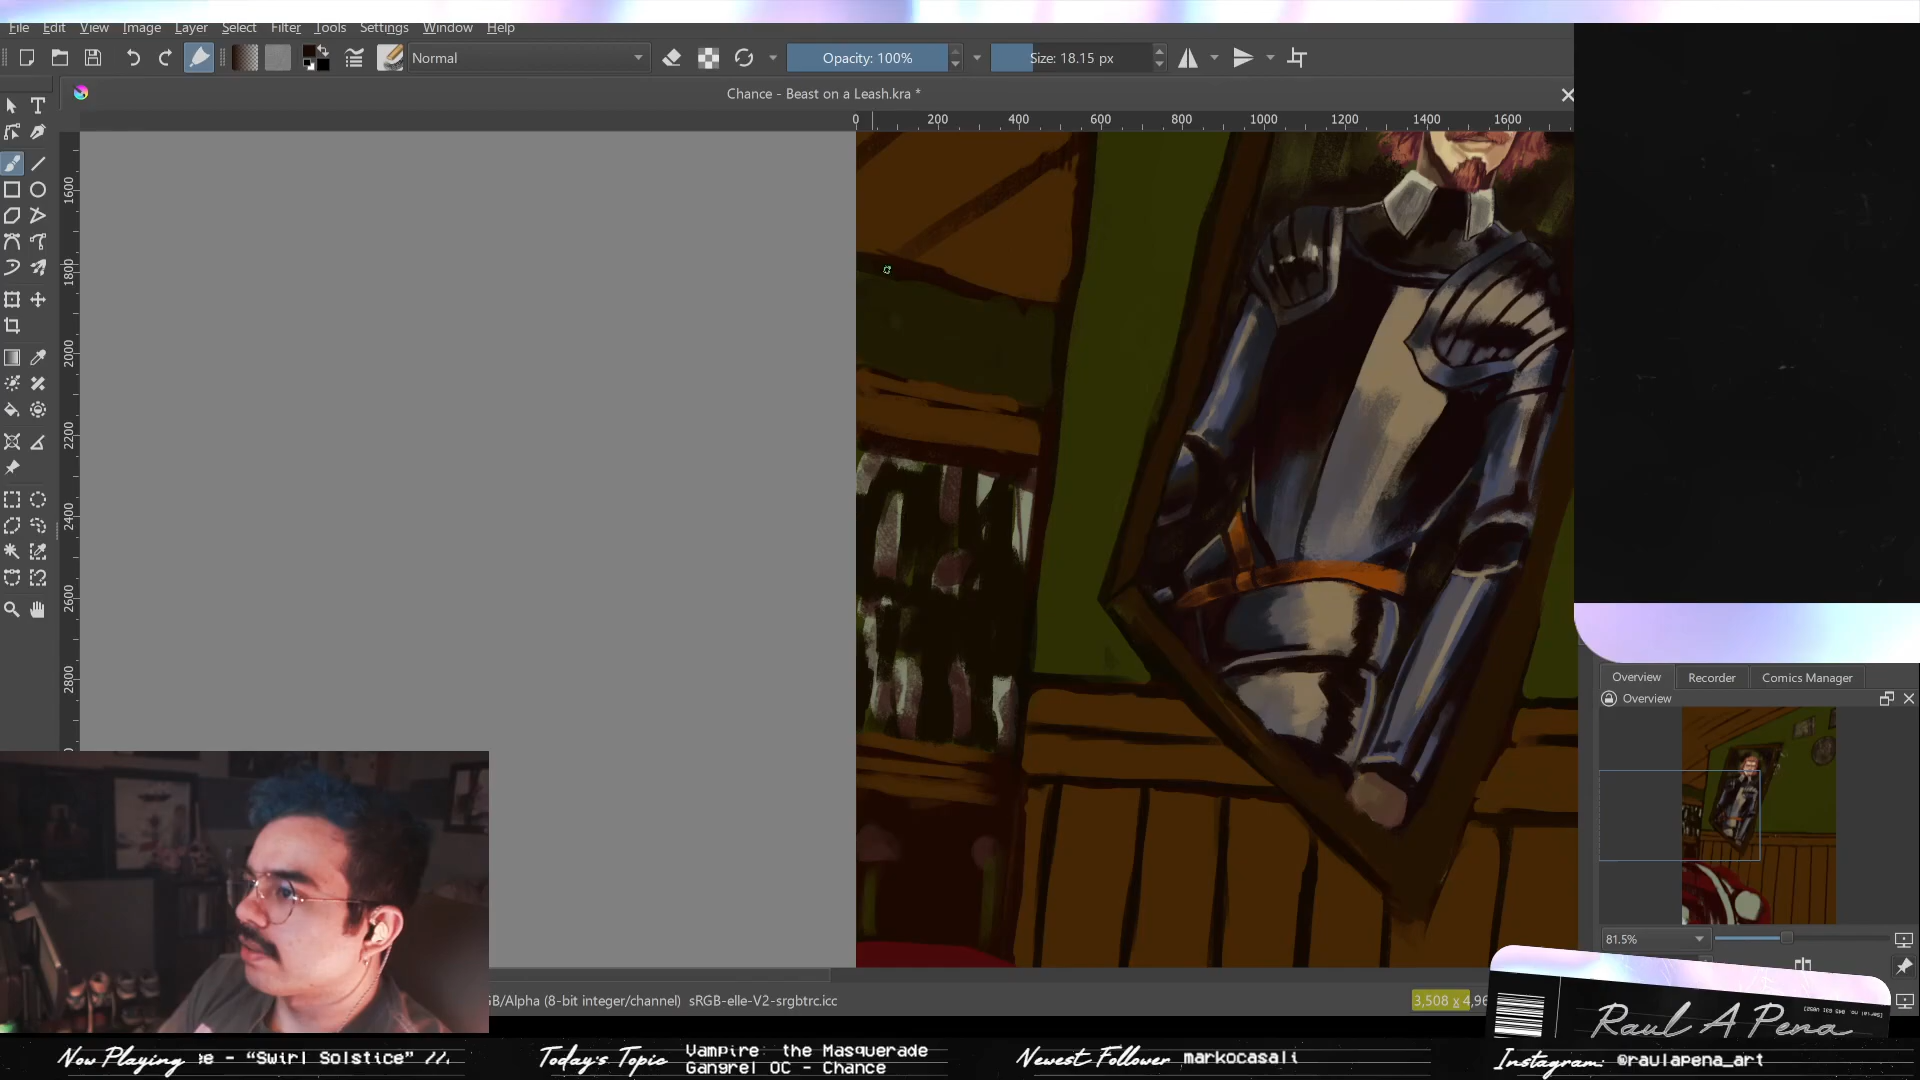 File Edit View Image Layer Select Filter Tools Settings Window Help
Normal
Opacity: 100%
Size: 18.15 px
Chance - Beast on a Leash.kra *
0 200 400 600 800 1000 1200 1400 1600
1600
1800
2000
2200
2400
2600
2800
Overview Recorder Comics Manager
Overview
81.5%
GB/Alpha (8-bit integer/channel) sRGB-elle-V2-srgbtrc.icc
3,508 x 4,96
Raul A Pena
Now Playing
e - “Swirl Solstice” //.
Today's Topic
Vampire: the Masquerade
Gangrel OC - Chance
Newest Follower markocasali
Instagram: @raulapena_art